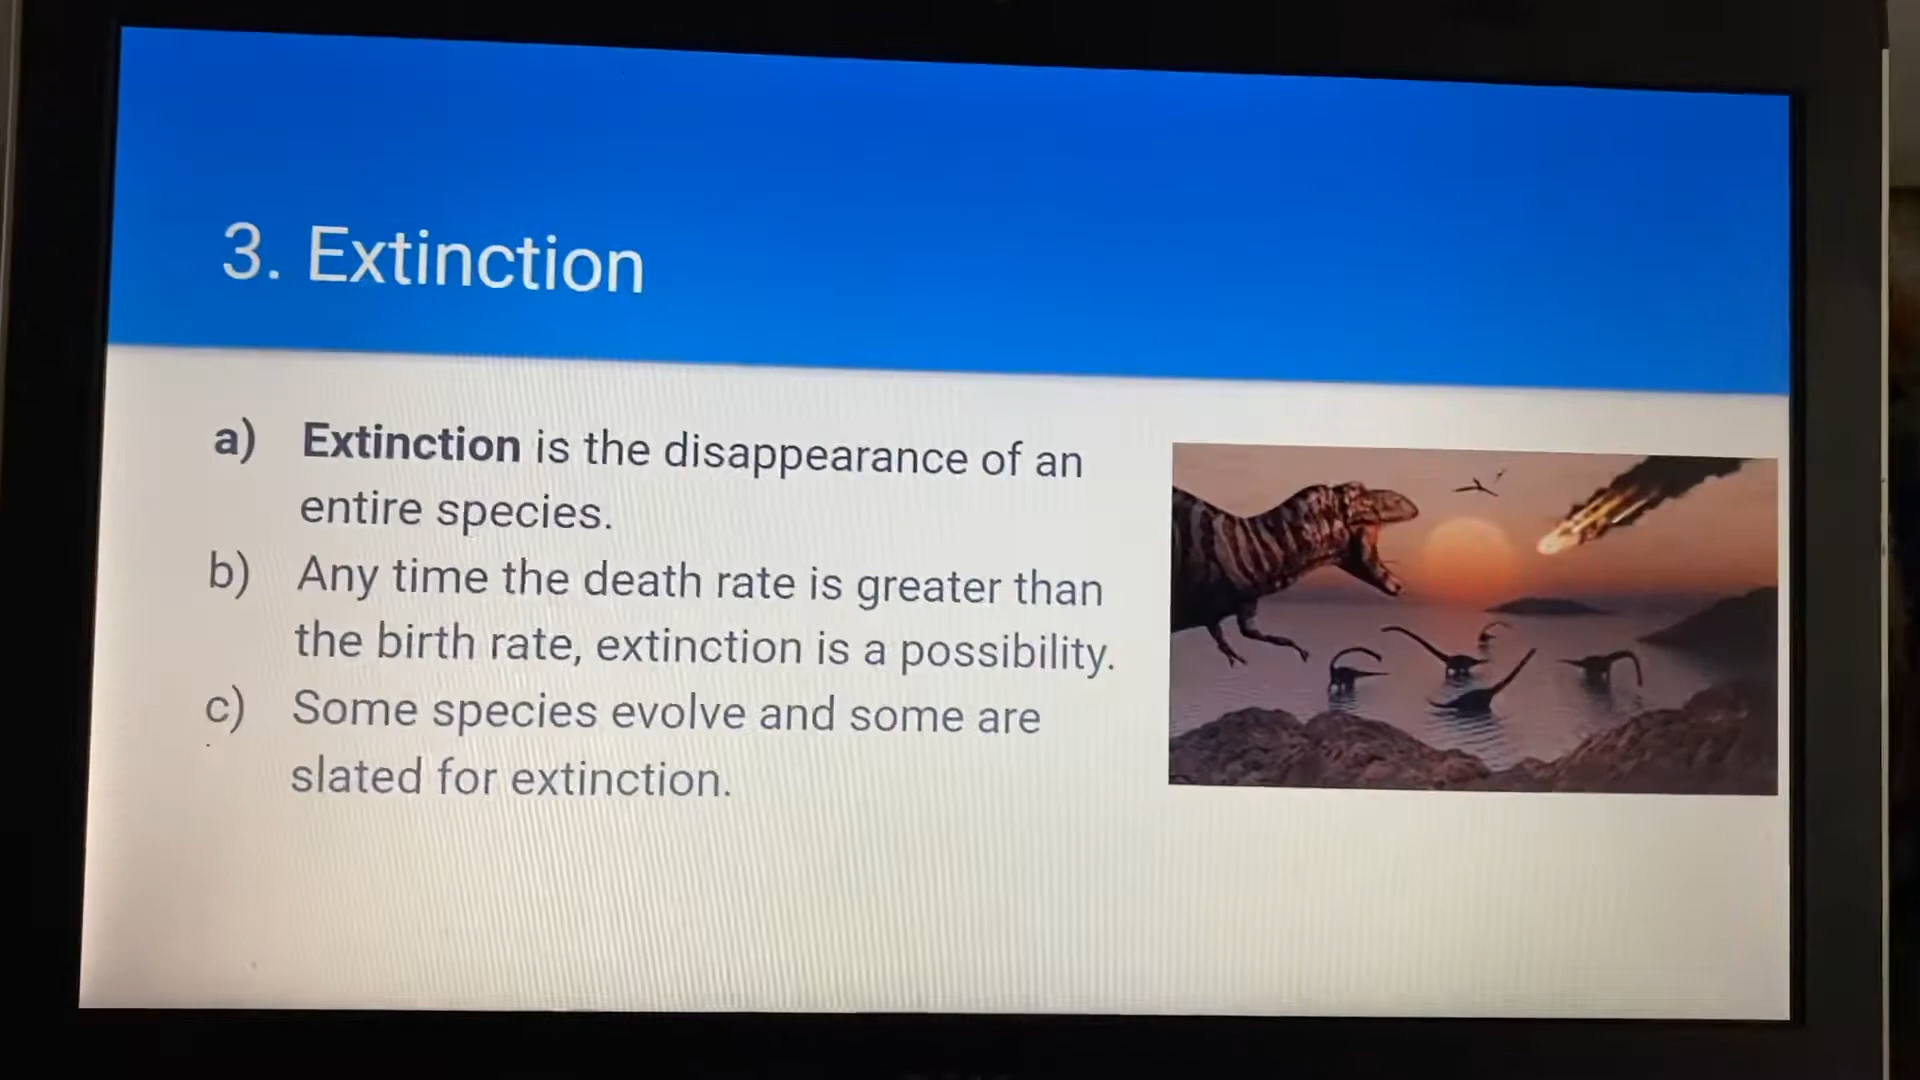 3. Extinction
a) Extinction is the disappearance of an
entire species.
b) Any time the death rate is greater than
the birth rate, extinction is a possibility.
c) Some species evolve and some are
slated for extinction.